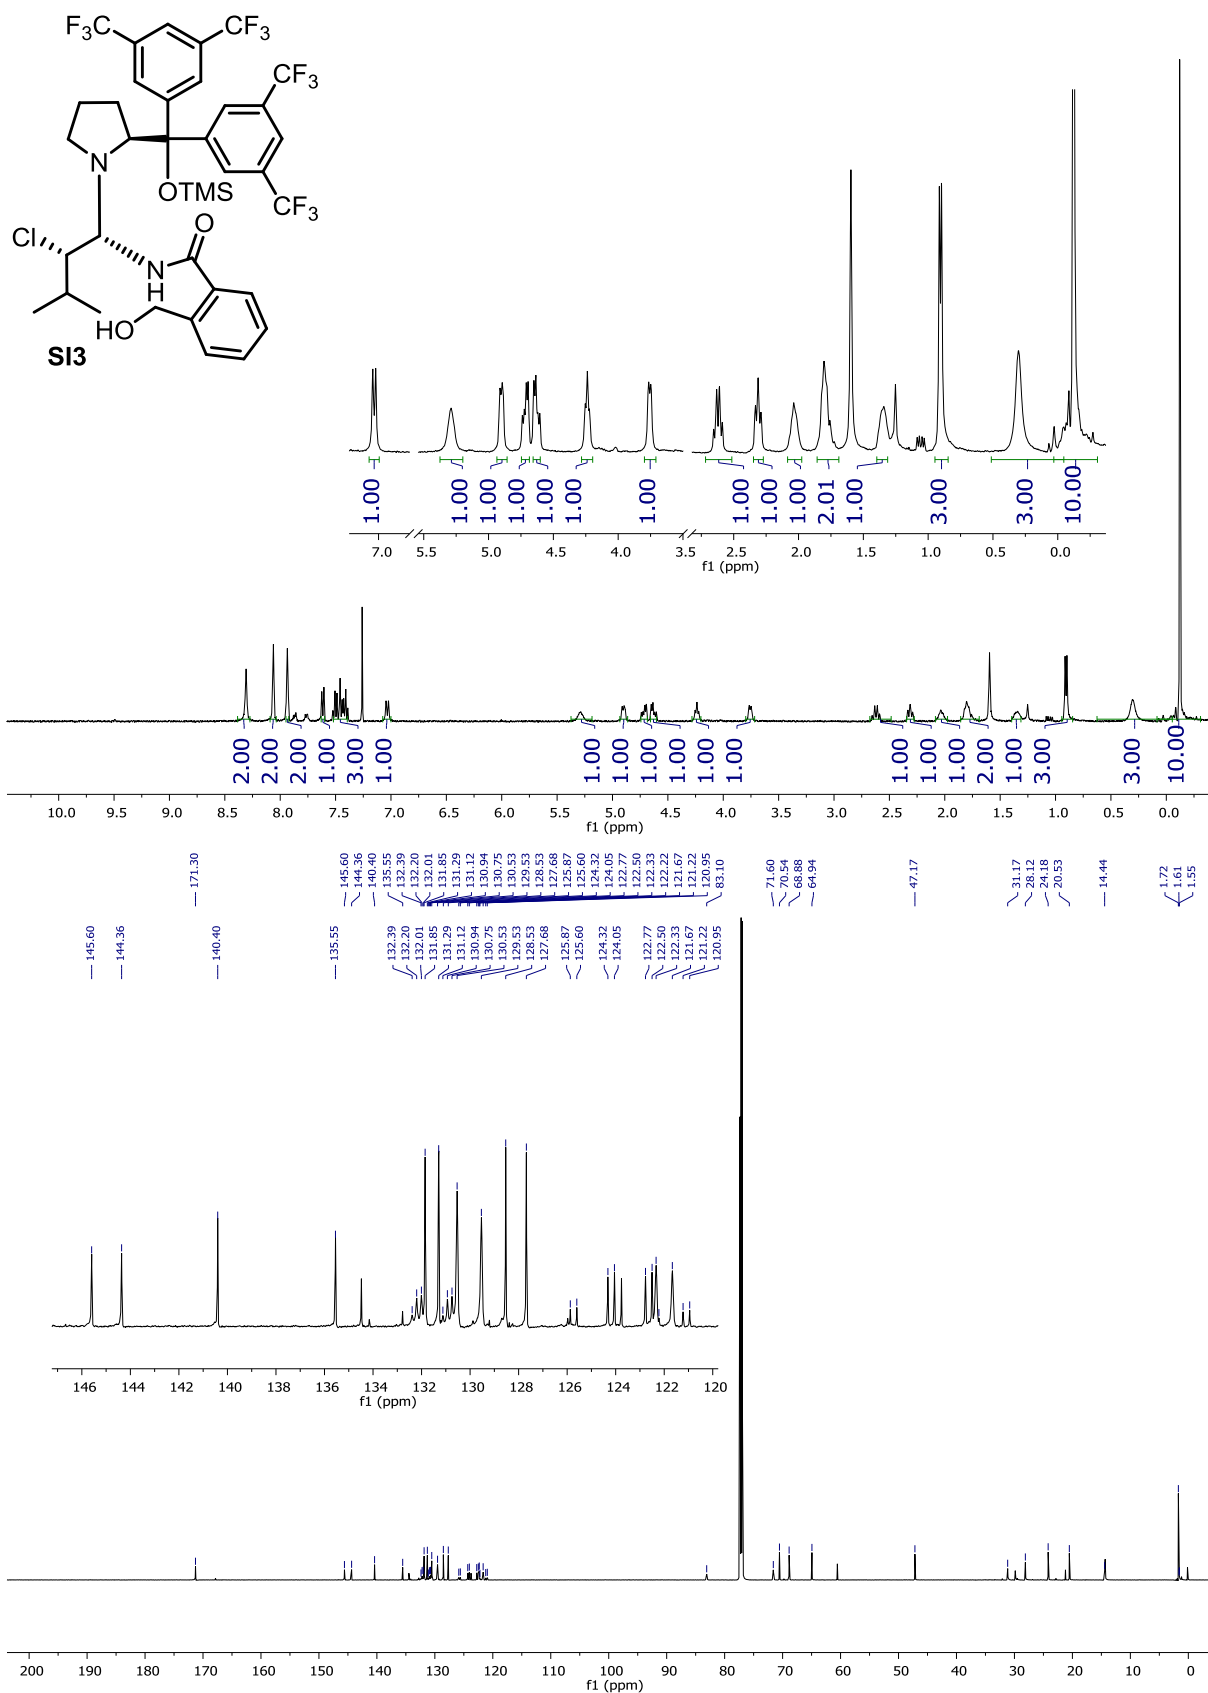 F₃C CF₃
CF₃
N
OTMS
CF₃
Cl
O
N
H
HO
SI3
1.00 1.00 1.00 1.00 1.00 1.00 1.00 1.00 1.00 1.00 2.01 1.00 3.00 3.00 10.00
7.0 5.5 5.0 4.5 4.0 3.5 2.5 2.0 1.5 1.0 0.5 0.0
f1 (ppm)
2.00 2.00 2.00 1.00 3.00 1.00 1.00 1.00 1.00 1.00 1.00 1.00 1.00 1.00 1.00 2.00 1.00 3.00 3.00 10.00
10.0 9.5 9.0 8.5 8.0 7.5 7.0 6.5 6.0 5.5 5.0 4.5 4.0 3.5 3.0 2.5 2.0 1.5 1.0 0.5 0.0
f1 (ppm)
171.30 145.60 144.36 140.40 135.55 132.39 132.20 132.01 131.85 131.29 131.12 130.94 130.75 130.53 129.53 128.53 127.68 125.87 125.60 124.32 124.05 122.77 122.50 122.33 122.22 121.67 121.22 120.95 83.10 71.60 70.54 68.88 64.94 47.17 31.17 28.12 24.18 20.53 14.44 1.72 1.61 1.55
145.60 144.36 140.40 135.55 132.39 132.20 132.01 131.85 131.29 131.12 130.94 130.75 130.53 129.53 128.53 127.68 125.87 125.60 124.32 124.05 122.77 122.50 122.33 121.67 121.22 120.95
146 144 142 140 138 136 134 132 130 128 126 124 122 120
f1 (ppm)
200 190 180 170 160 150 140 130 120 110 100 90 80 70 60 50 40 30 20 10 0
f1 (ppm)